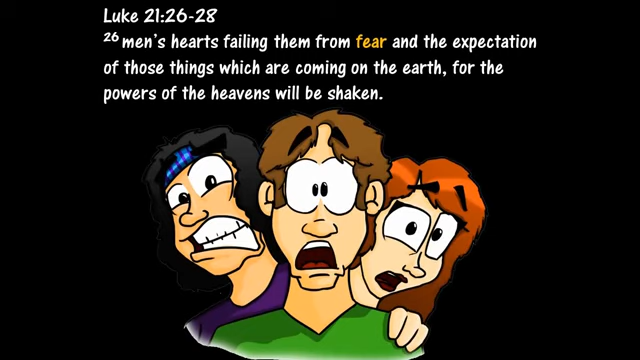 Luke 21:26-28
26 men's hearts failing them from fear and the expectation
of those things which are coming on the earth, for the
powers of the heavens will be shaken.